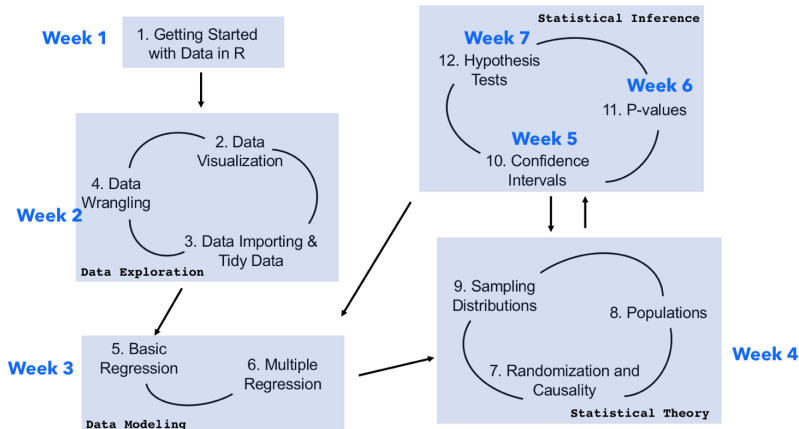 Week 1
1. Getting Started
with Data in R
Week 2
2. Data
Visualization
4. Data
Wrangling
3. Data Importing &
Tidy Data
Data Exploration
Week 3
5. Basic
Regression
6. Multiple
Regression
Data Modeling
Statistical Inference
Week 7
12. Hypothesis
Tests
Week 6
11. P-values
Week 5
10. Confidence
Intervals
9. Sampling
Distributions
8. Populations
Week 4
7. Randomization and
Causality
Statistical Theory